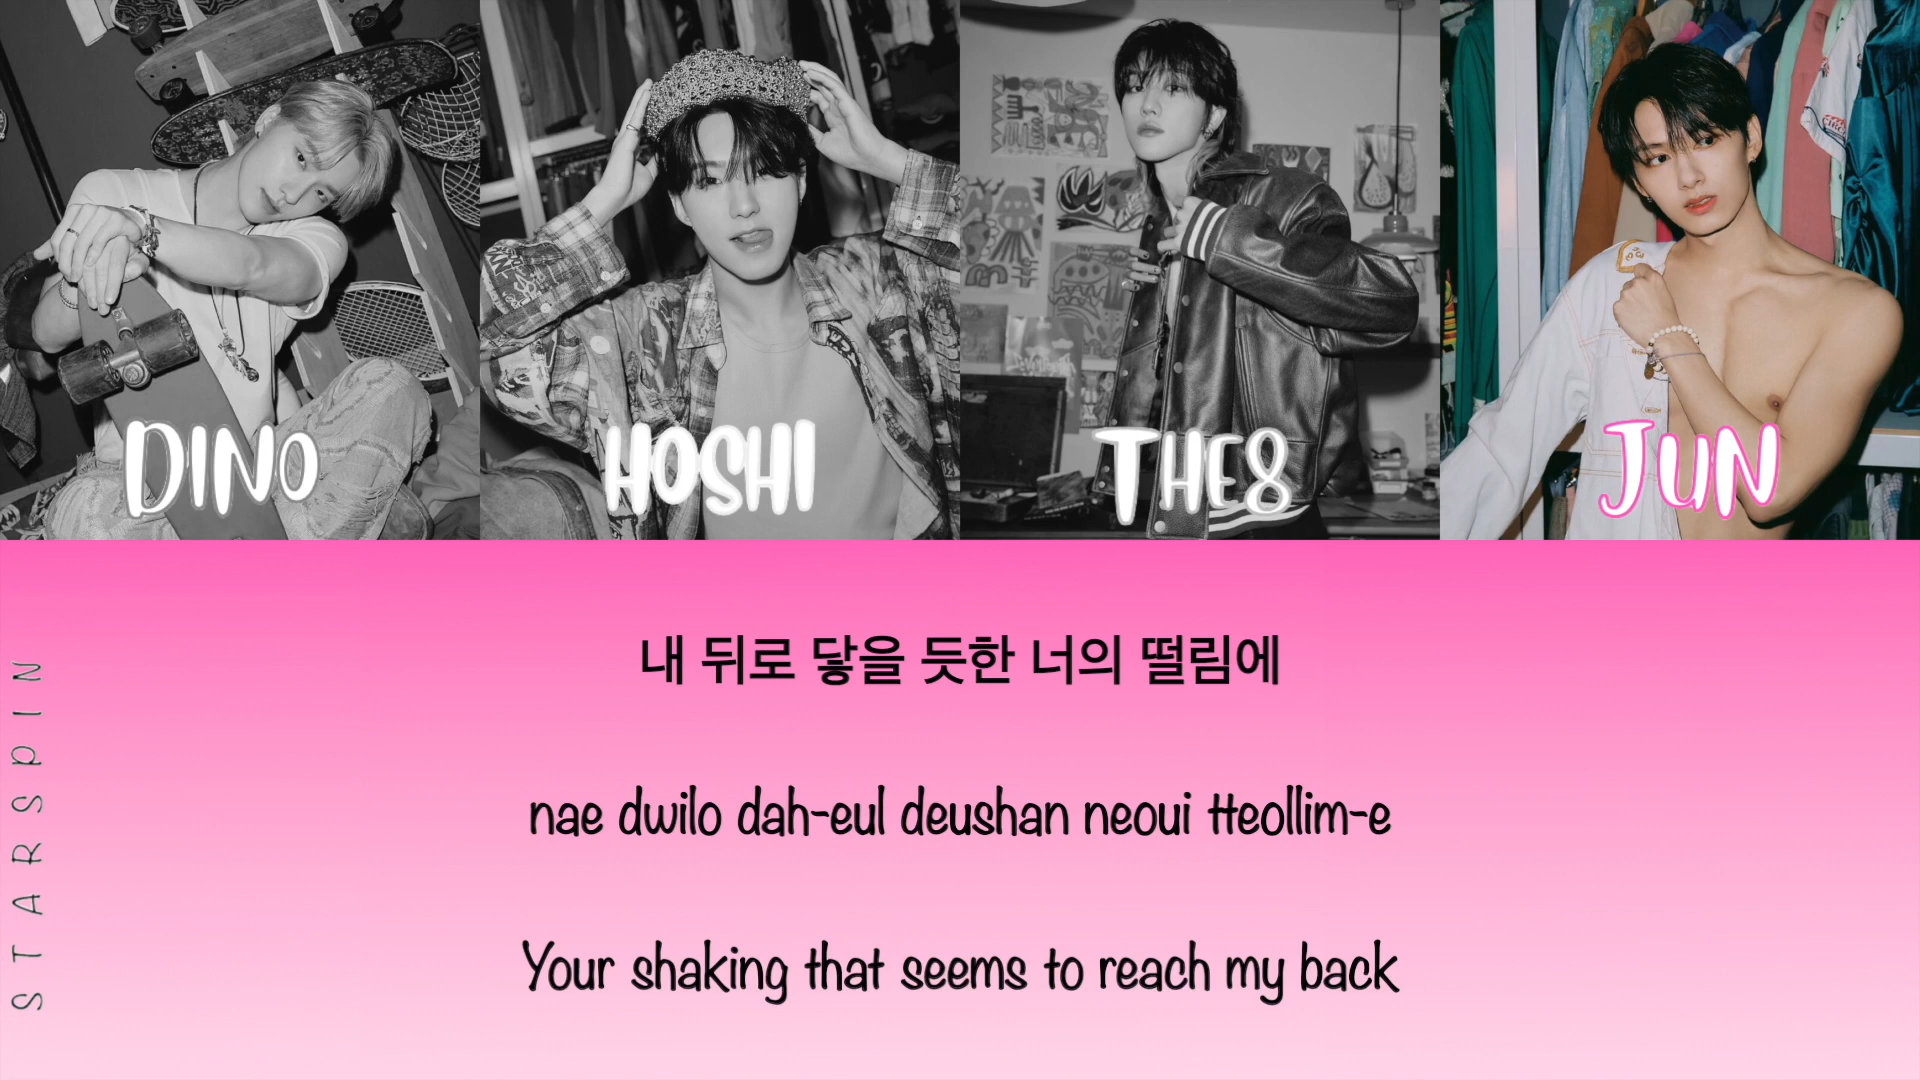 DINO
HOSHI
THE8
JUN
내 뒤로 닿을 듯한 너의 떨림에
nae dwilo dah-eul deushan neoui tteollim-e
Your shaking that seems to reach my back
STARSPIN